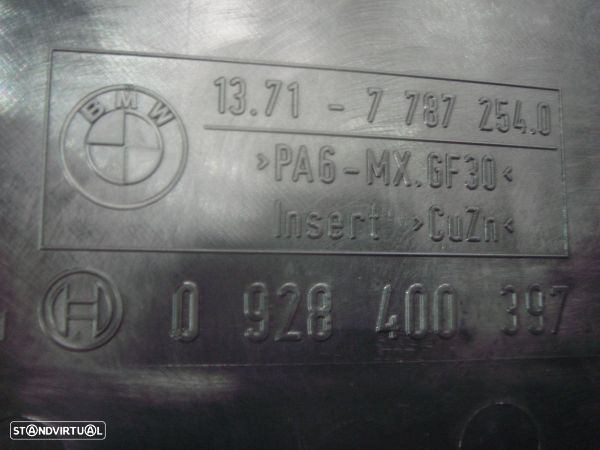 BMW
13.71 - 7 787 254.0
>PA6-MX.GF30<
Insert >CuZn<
0 928 400 397
STANDVIRTUAL